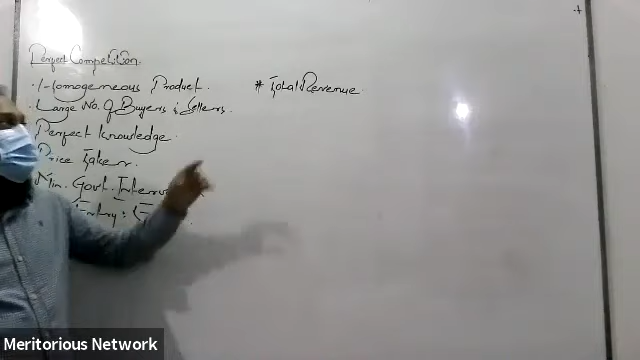 Perfect Competition.
· Homogeneous Product.
* Total Revenue.
Large No. of Buyers & Sellers.
Perfect Knowledge.
Price Taker.
Min. Govt.
Entry :
Meritorious Network